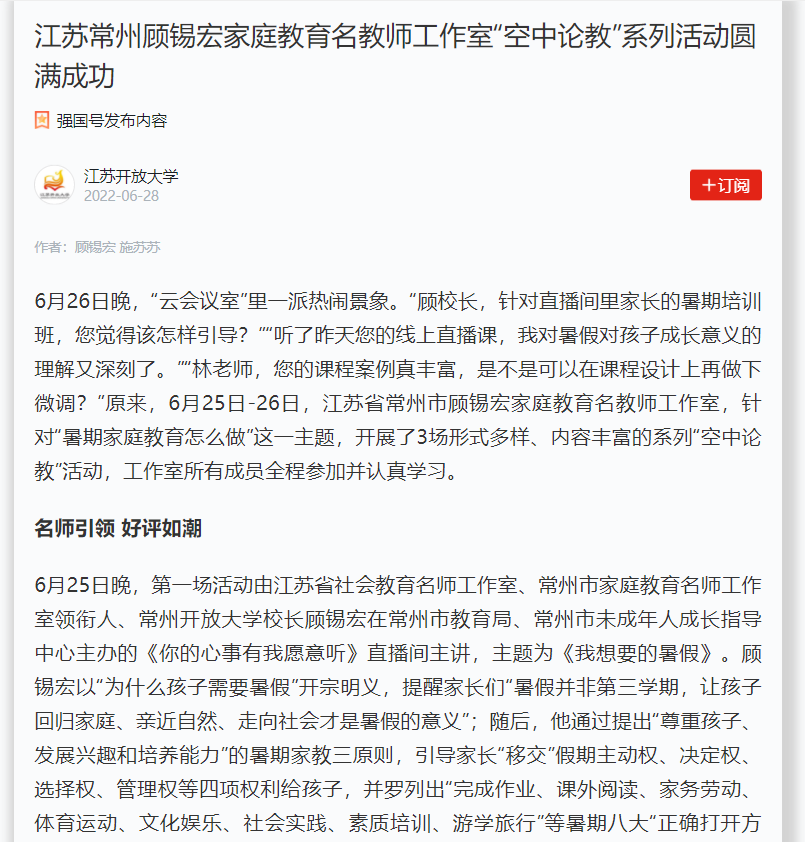 江苏常州顾锡宏家庭教育名教师工作室“空中论教”系列活动圆
满成功
强国号发布内容
江苏开放大学
2022-06-28
＋订阅
作者：顾锡宏 施苏苏
6月26日晚，“云会议室”里一派热闹景象。“顾校长，针对直播间里家长的暑期培训
班，您觉得该怎样引导？”“听了昨天您的线上直播课，我对暑假对孩子成长意义的
理解又深刻了。”“林老师，您的课程案例真丰富，是不是可以在课程设计上再做下
微调？”原来，6月25日-26日，江苏省常州市顾锡宏家庭教育名教师工作室，针
对“暑期家庭教育怎么做”这一主题，开展了3场形式多样、内容丰富的系列“空中论
教”活动，工作室所有成员全程参加并认真学习。
名师引领 好评如潮
6月25日晚，第一场活动由江苏省社会教育名师工作室、常州市家庭教育名师工作
室领衔人、常州开放大学校长顾锡宏在常州市教育局、常州市未成年人成长指导
中心主办的《你的心事有我愿意听》直播间主讲，主题为《我想要的暑假》。顾
锡宏以“为什么孩子需要暑假”开宗明义，提醒家长们“暑假并非第三学期，让孩子
回归家庭、亲近自然、走向社会才是暑假的意义”；随后，他通过提出“尊重孩子、
发展兴趣和培养能力”的暑期家教三原则，引导家长“移交”假期主动权、决定权、
选择权、管理权等四项权利给孩子，并罗列出“完成作业、课外阅读、家务劳动、
体育运动、文化娱乐、社会实践、素质培训、游学旅行”等暑期八大“正确打开方